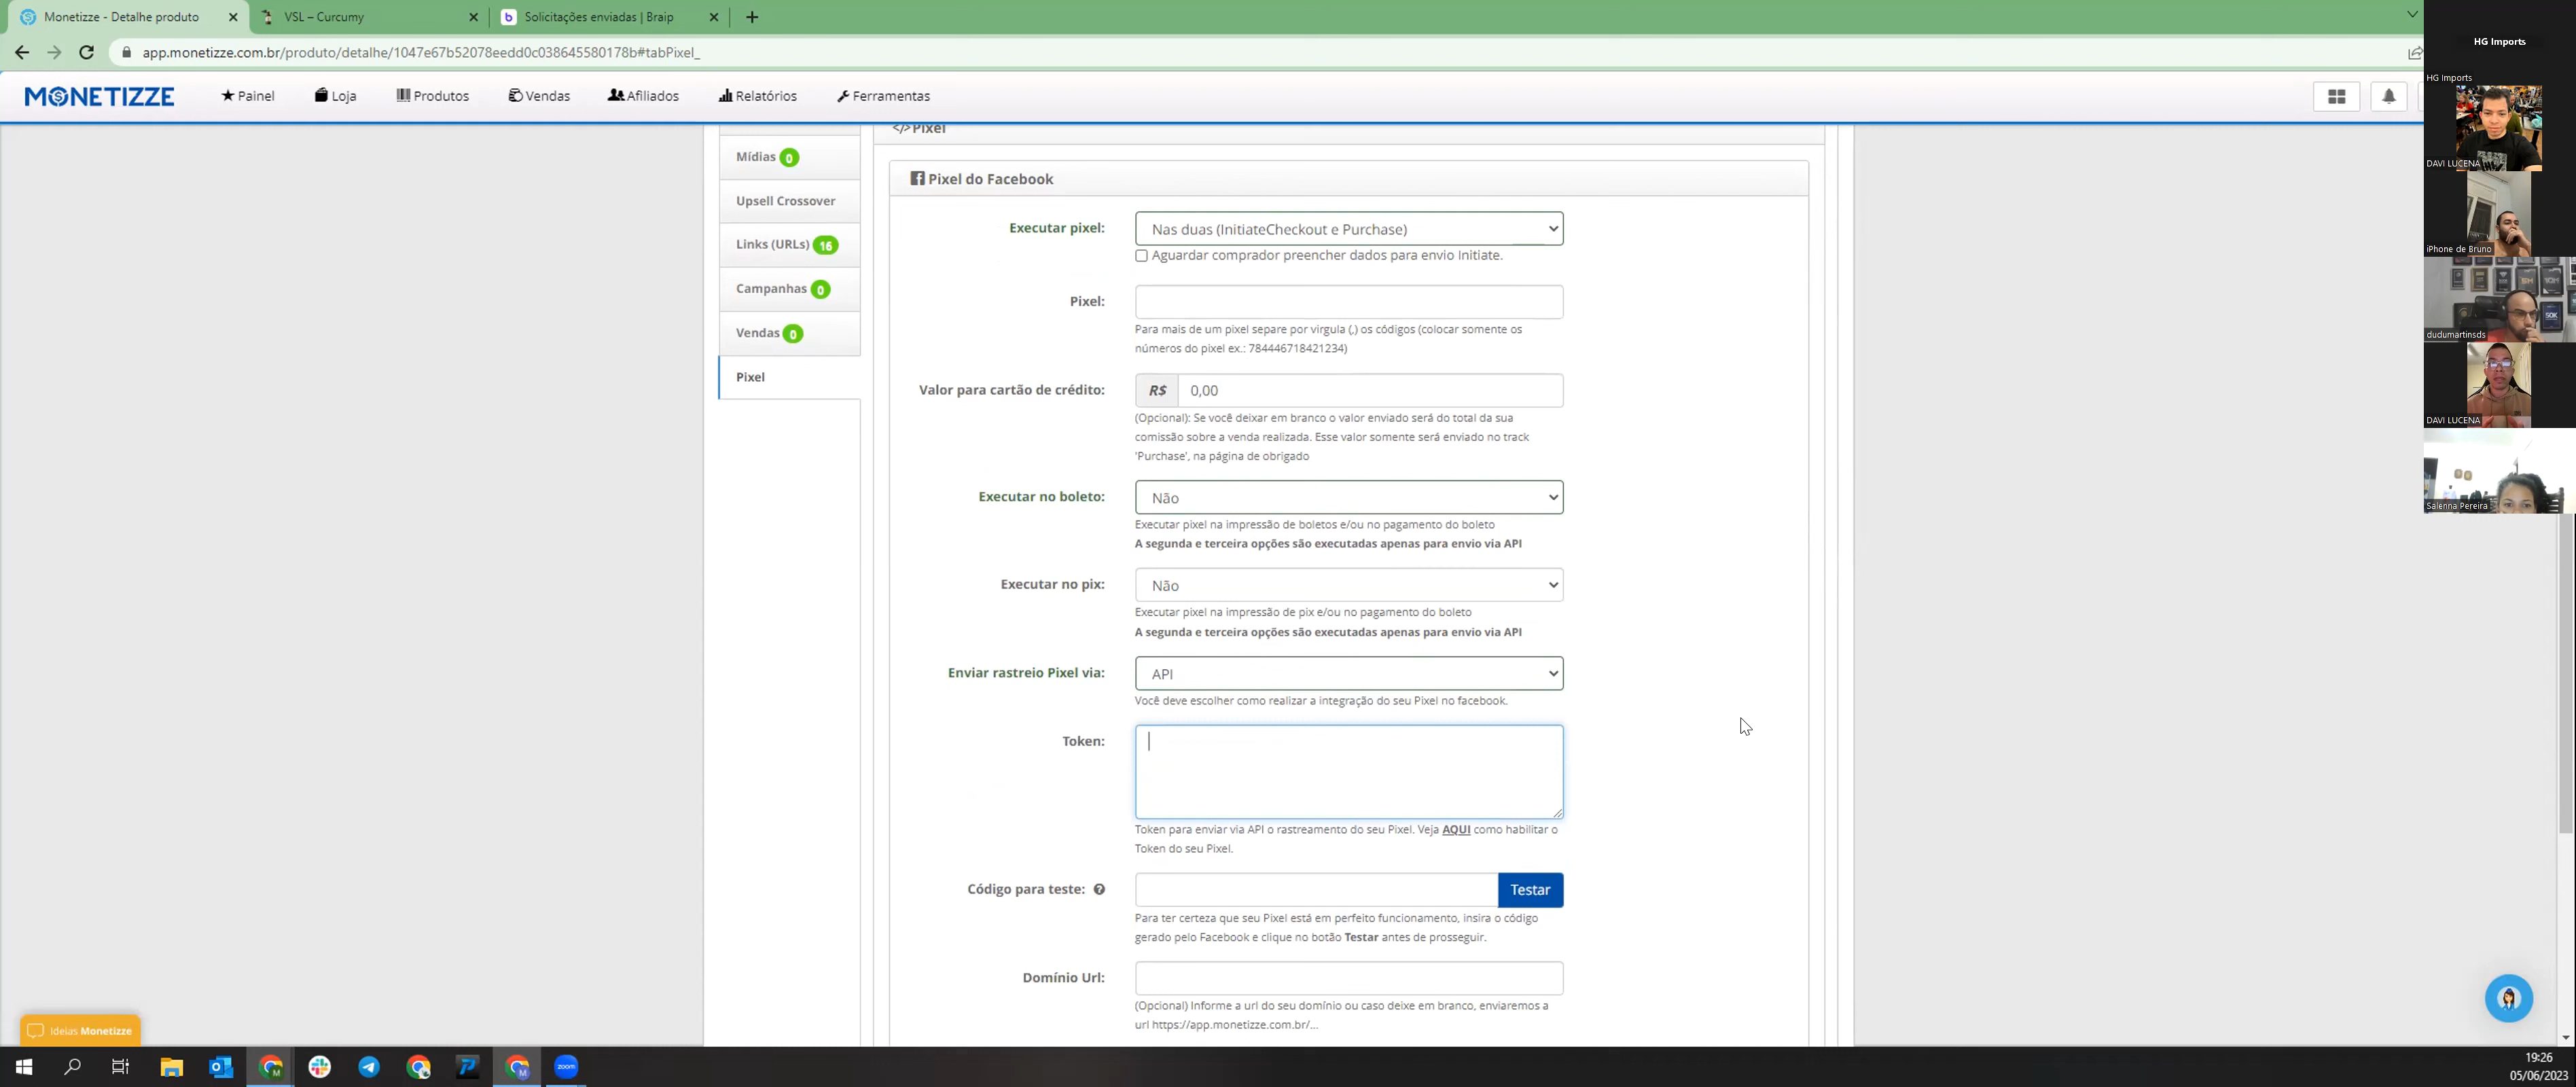 Monetizze - Detalhe produto
VSL – Curcumy
Solicitações enviadas | Braip
app.monetizze.com.br/produto/detalhe/1047e67b52078eedd0c038645580178b#tabPixel_
MONETIZZE
Painel
Loja
Produtos
Vendas
Afiliados
Relatórios
Ferramentas
HG Imports
HG Imports
DAVI LUCENA
iPhone de Bruno
dudumartinsds
DAVI LUCENA
Salenna Pereira
Mídias 0
Upsell Crossover
Links (URLs) 16
Campanhas 0
Vendas 0
Pixel
</> Pixel
Pixel do Facebook
Executar pixel: Nas duas (InitiateCheckout e Purchase)
Aguardar comprador preencher dados para envio Initiate.
Pixel:
Para mais de um pixel separe por virgula (,) os códigos (colocar somente os
números do pixel ex.: 784446718421234)
Valor para cartão de crédito: R$ 0,00
(Opcional): Se você deixar em branco o valor enviado será do total da sua
comissão sobre a venda realizada. Esse valor somente será enviado no track
'Purchase', na página de obrigado
Executar no boleto: Não
Executar pixel na impressão de boletos e/ou no pagamento do boleto
A segunda e terceira opções são executadas apenas para envio via API
Executar no pix: Não
Executar pixel na impressão de pix e/ou no pagamento do boleto
A segunda e terceira opções são executadas apenas para envio via API
Enviar rastreio Pixel via: API
Você deve escolher como realizar a integração do seu Pixel no facebook.
Token:
Token para enviar via API o rastreamento do seu Pixel. Veja AQUI como habilitar o
Token do seu Pixel.
Código para teste: Testar
Para ter certeza que seu Pixel está em perfeito funcionamento, insira o código
gerado pelo Facebook e clique no botão Testar antes de prosseguir.
Domínio Url:
(Opcional) Informe a url do seu domínio ou caso deixe em branco, enviaremos a
url https://app.monetizze.com.br/...
Ideias Monetizze
zoom
19:26
05/06/2023